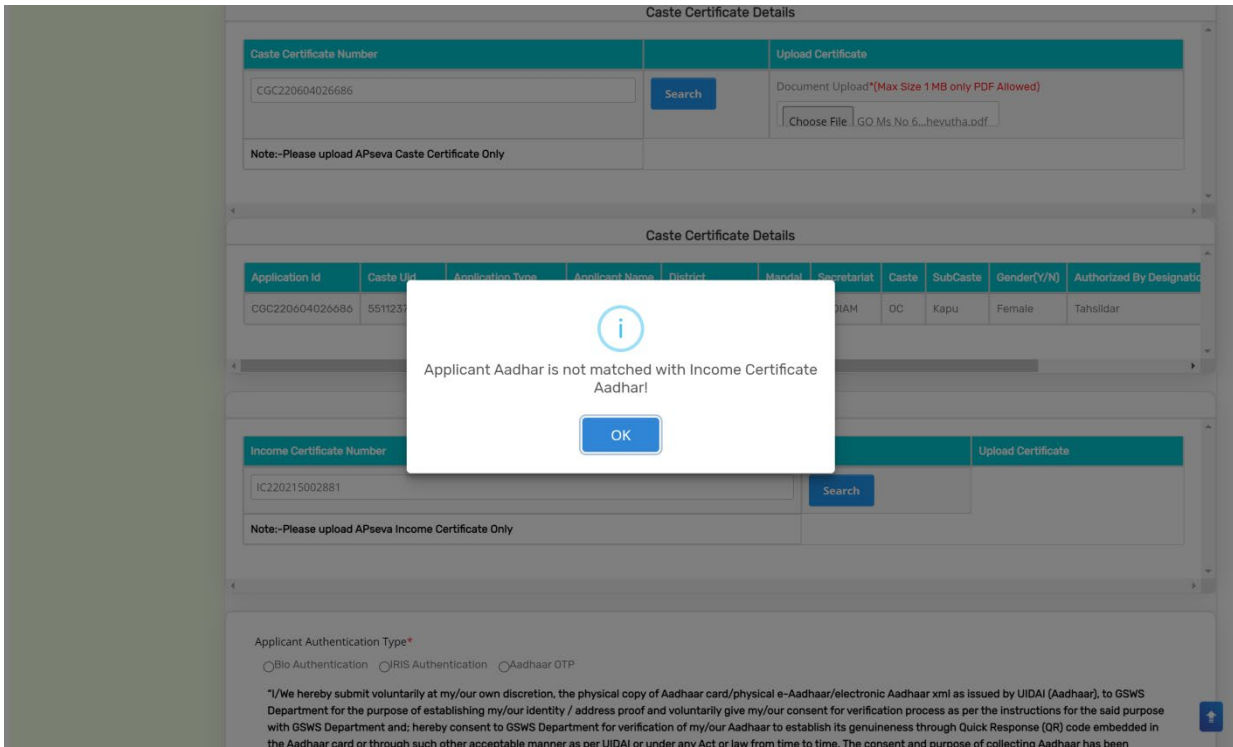 Caste Certificate Details
Caste Certificate Number Upload Certificate
CGC220604026686 Search Document Upload*(Max Size 1 MB only PDF Allowed)
Choose File GO Ms No 6...heyutha.pdf
Note:-Please upload APseva Caste Certificate Only
Caste Certificate Details
Application Id Caste Uid Application Type Applicant Name District Mandal Secretariat Caste SubCaste Gender(Y/N) Authorized By Designatio
CGC220604026686 OC Kapu Female Tahsildar
i
Applicant Aadhar is not matched with Income Certificate
Aadhar!
OK
Income Certificate Number Upload Certificate
IC220215002881 Search
Note:-Please upload APseva Income Certificate Only
Applicant Authentication Type*
Bio Authentication IRIS Authentication Aadhaar OTP
"I/We hereby submit voluntarily at my/our own discretion, the physical copy of Aadhaar card/physical e-Aadhaar/electronic Aadhaar xml as issued by UIDAI (Aadhaar), to GSWS
Department for the purpose of establishing my/our identity / address proof and voluntarily give my/our consent for verification process as per the instructions for the said purpose
with GSWS Department and; hereby consent to GSWS Department for verification of my/our Aadhaar to establish its genuineness through Quick Response (QR) code embedded in
the Aadhaar card or through such other acceptable manner as per UIDAI or under any Act or law from time to time. The consent and purpose of collecting Aadhaar has been